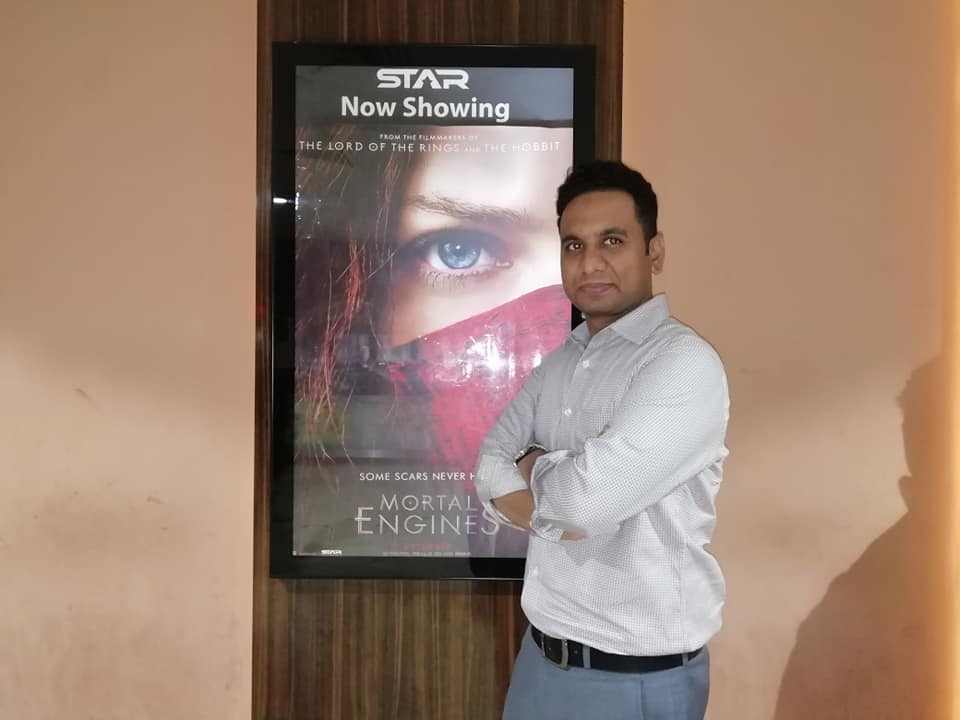 STAR
Now Showing
FROM THE FILMMAKERS OF
THE LORD OF THE RINGS AND THE HOBBIT
SOME SCARS NEVER
MORTAL
ENGINES
STAR